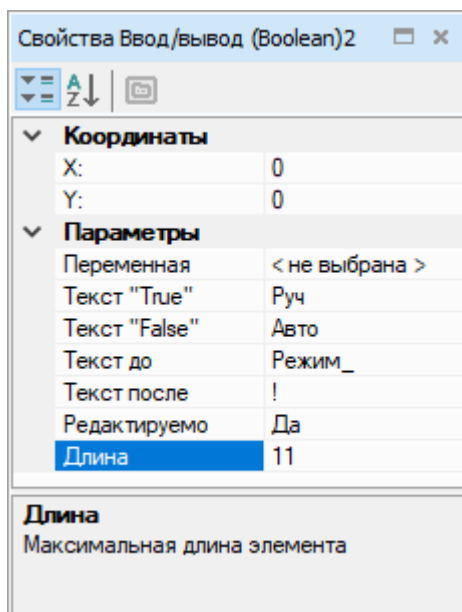 Свойства Ввод/вывод (Boolean)2
Координаты
X: 0
Y: 0
Параметры
Переменная < не выбрана >
Текст "True" Руч
Текст "False" Авто
Текст до Режим_
Текст после !
Редактируемо Да
Длина 11
Длина
Максимальная длина элемента